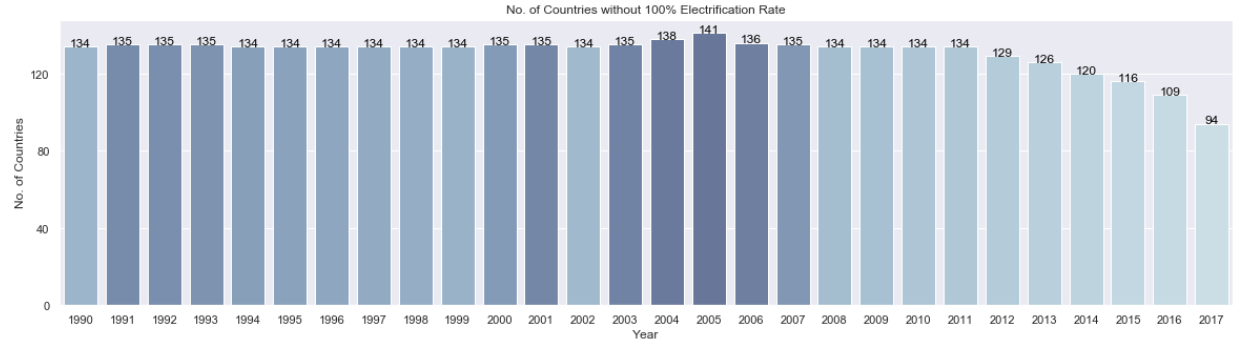 No. of Countries without 100% Electrification Rate
134 135 135 135 134 134 134 134 134 134 135 135 134 135 138 141 136 135 134 134 134 134 129 126 120 116 109 94
No. of Countries
120
80
40
0
1990 1991 1992 1993 1994 1995 1996 1997 1998 1999 2000 2001 2002 2003 2004 2005 2006 2007 2008 2009 2010 2011 2012 2013 2014 2015 2016 2017
Year